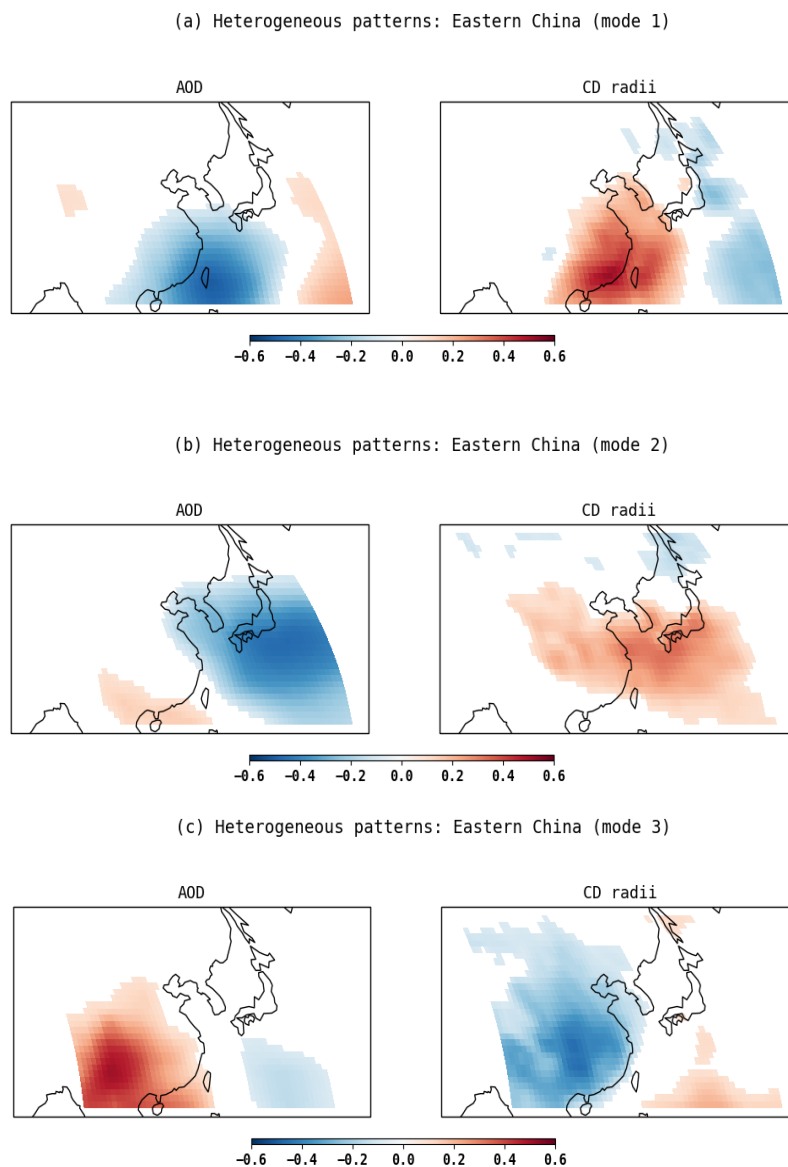 (a) Heterogeneous patterns: Eastern China (mode 1)
AOD
CD radii
−0.6 −0.4 −0.2 0.0 0.2 0.4 0.6
(b) Heterogeneous patterns: Eastern China (mode 2)
AOD
CD radii
−0.6 −0.4 −0.2 0.0 0.2 0.4 0.6
(c) Heterogeneous patterns: Eastern China (mode 3)
AOD
CD radii
−0.6 −0.4 −0.2 0.0 0.2 0.4 0.6